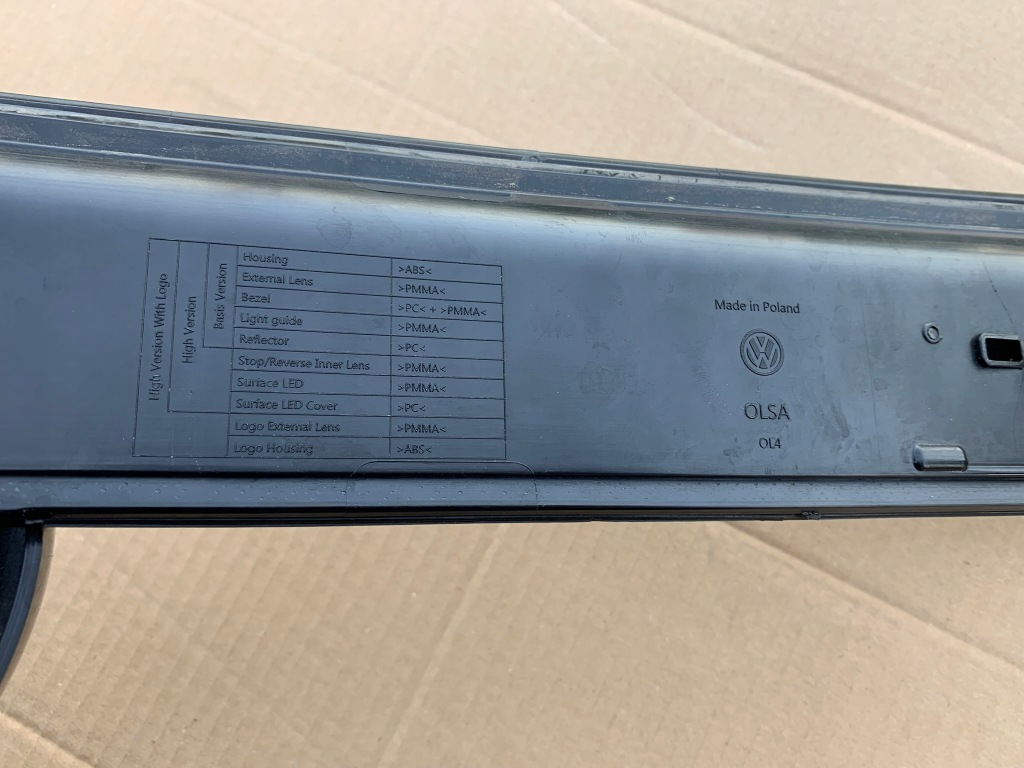 High Version With Logo
High Version
Basis Version
Housing >ABS<
External Lens >PMMA<
Bezel >PC< + >PMMA<
Light guide >PMMA<
Reflector >PC<
Stop/Reverse Inner Lens >PMMA<
Surface LED >PMMA<
Surface LED Cover >PC<
Logo External Lens >PMMA<
Logo Housing >ABS<
Made in Poland
VW
OLSA
OL4